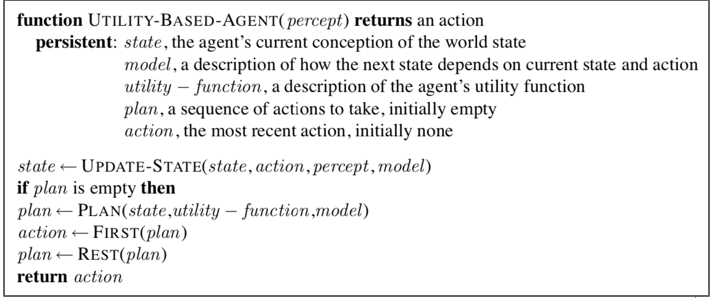 function UTILITY-BASED-AGENT(percept) returns an action
persistent: state, the agent's current conception of the world state
model, a description of how the next state depends on current state and action
utility − function, a description of the agent's utility function
plan, a sequence of actions to take, initially empty
action, the most recent action, initially none
state ← UPDATE-STATE(state, action, percept, model)
if plan is empty then
plan ← PLAN(state,utility − function,model)
action ← FIRST(plan)
plan ← REST(plan)
return action